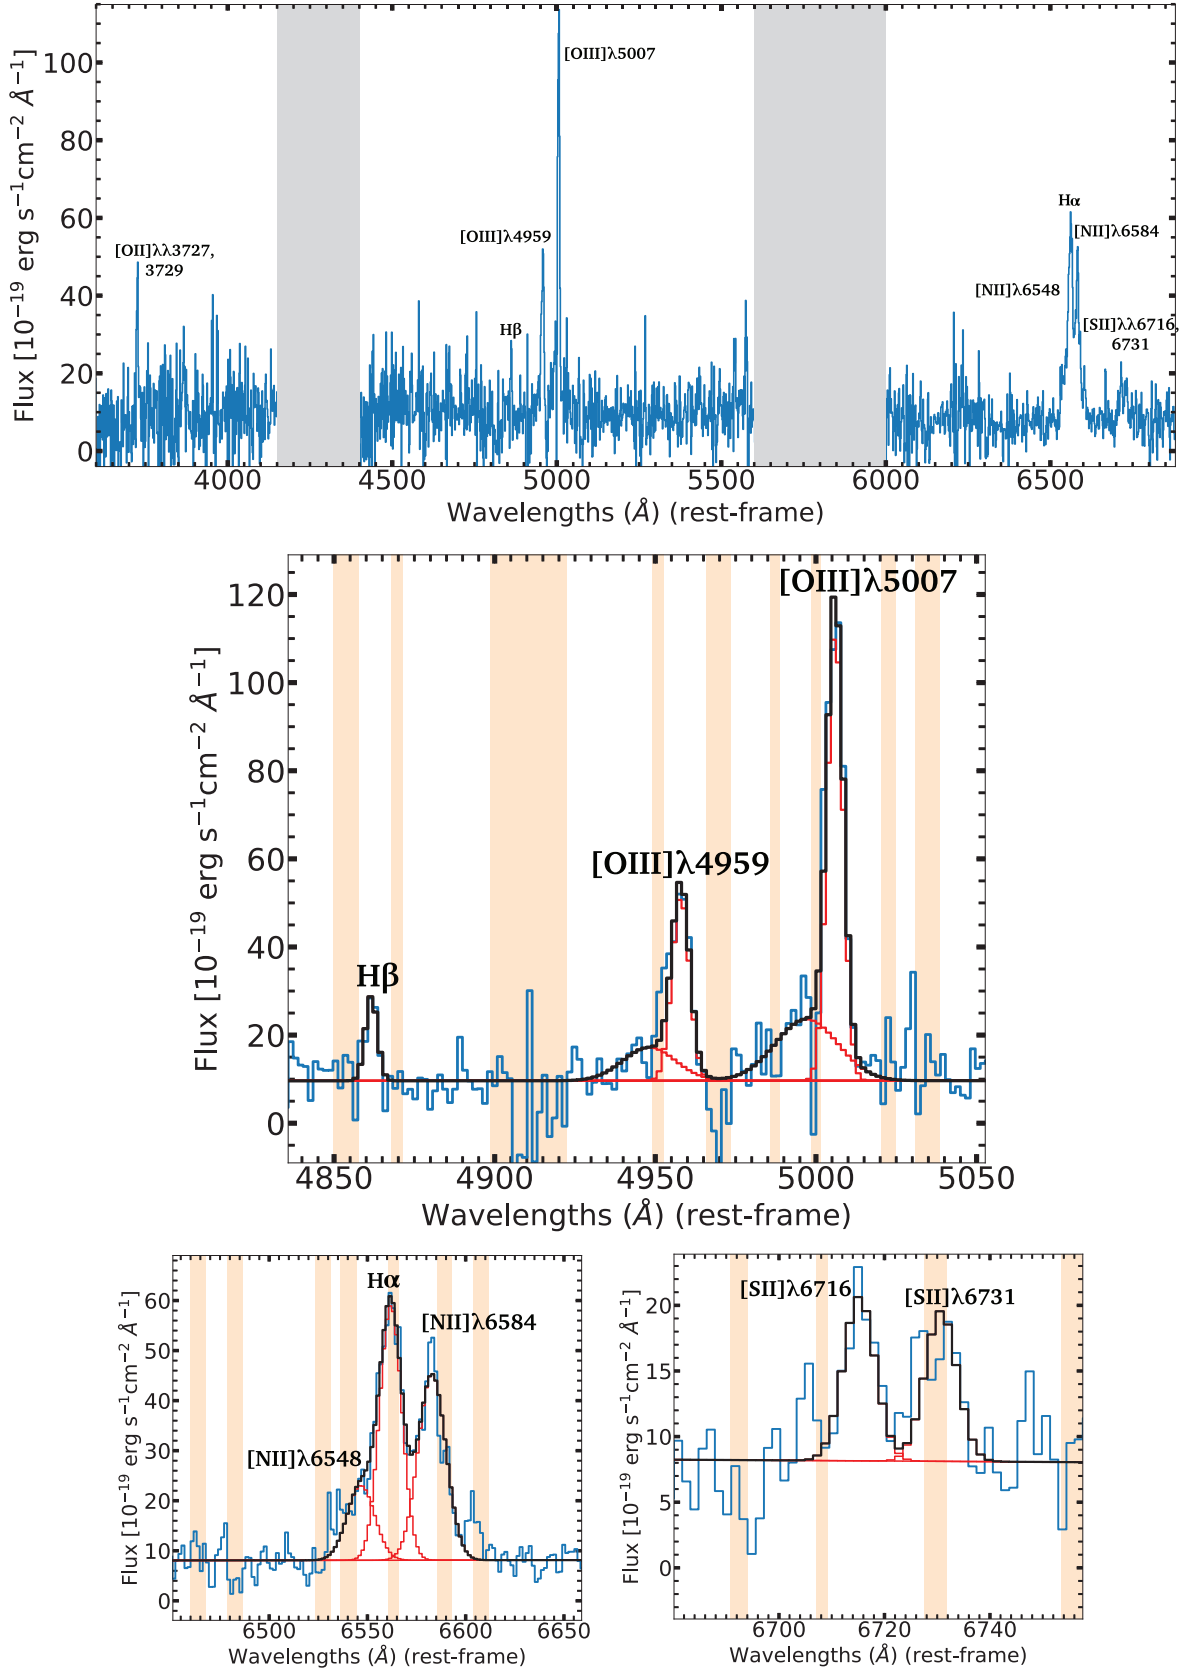 Flux [10⁻¹⁹ erg s⁻¹cm⁻² Å⁻¹]
100
80
60
40
20
0
[OII]λλ3727,
3729
Hβ
[OIII]λ4959
[OIII]λ5007
Hα
[NII]λ6584
[NII]λ6548
[SII]λλ6716,
6731
4000 4500 5000 5500 6000 6500
Wavelengths (Å) (rest-frame)
Flux [10⁻¹⁹ erg s⁻¹cm⁻² Å⁻¹]
120
100
80
60
40
20
0
Hβ
[OIII]λ4959
[OIII]λ5007
4850 4900 4950 5000 5050
Wavelengths (Å) (rest-frame)
Flux [10⁻¹⁹ erg s⁻¹cm⁻² Å⁻¹]
60
50
40
30
20
10
0
[NII]λ6548
Hα
[NII]λ6584
6500 6550 6600 6650
Wavelengths (Å) (rest-frame)
Flux [10⁻¹⁹ erg s⁻¹cm⁻² Å⁻¹]
20
15
10
5
0
[SII]λ6716
[SII]λ6731
6700 6720 6740
Wavelengths (Å) (rest-frame)